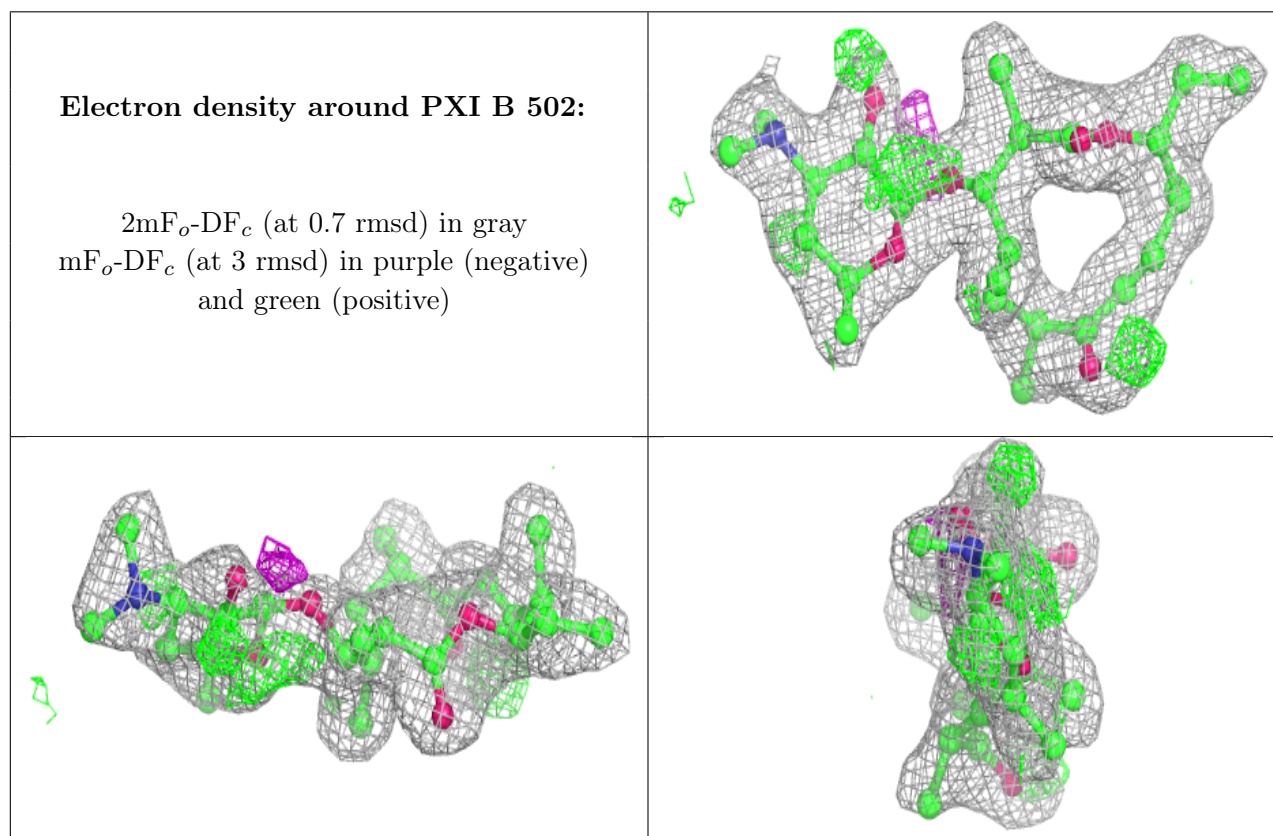 Electron density around PXI B 502:
2mFo-DFc (at 0.7 rmsd) in gray
mFo-DFc (at 3 rmsd) in purple (negative)
and green (positive)